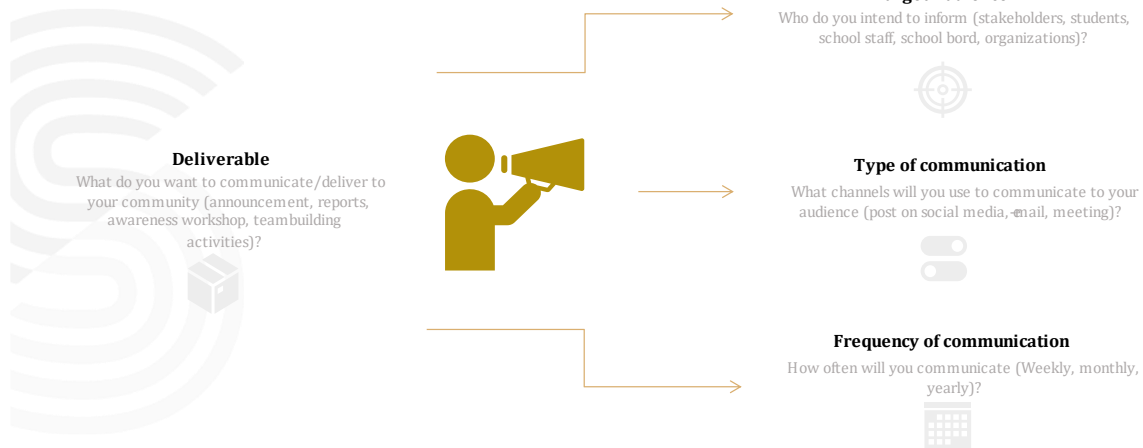 Who do you intend to inform (stakeholders, students,
school staff, school bord, organizations)?
Deliverable
What do you want to communicate/deliver to
your community (announcement, reports,
awareness workshop, teambuilding
activities)?
Type of communication
What channels will you use to communicate to your
audience (post on social media, e-mail, meeting)?
Frequency of communication
How often will you communicate (Weekly, monthly,
yearly)?